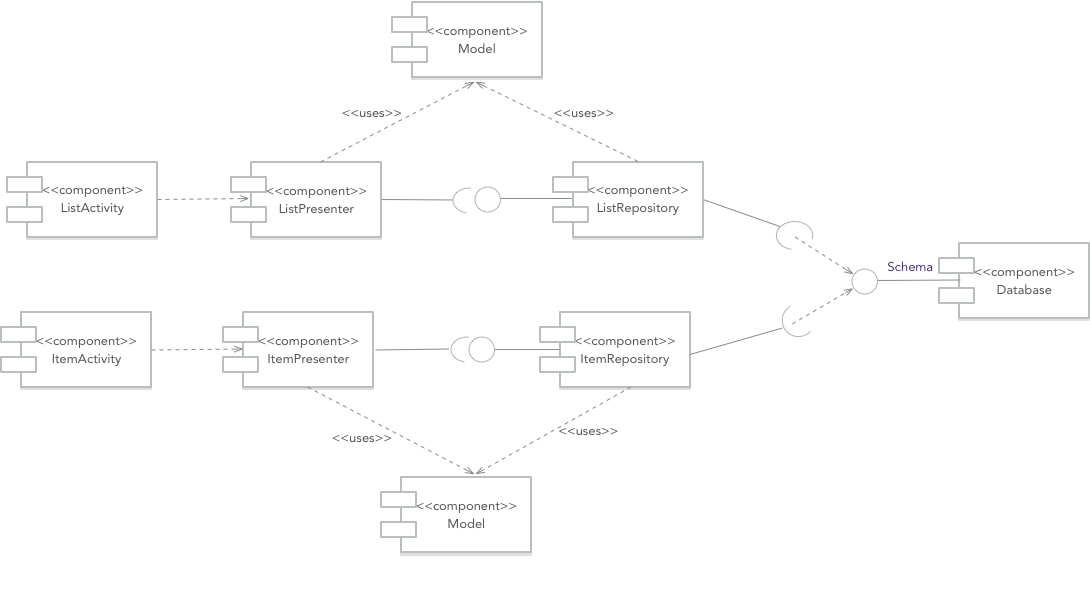 <<component>>
Model
<<uses>>
<<uses>>
<<component>>
ListActivity
<<component>>
ListPresenter
<<component>>
ListRepository
Schema
<<component>>
Database
<<component>>
ItemActivity
<<component>>
ItemPresenter
<<component>>
ItemRepository
<<uses>>
<<uses>>
<<component>>
Model